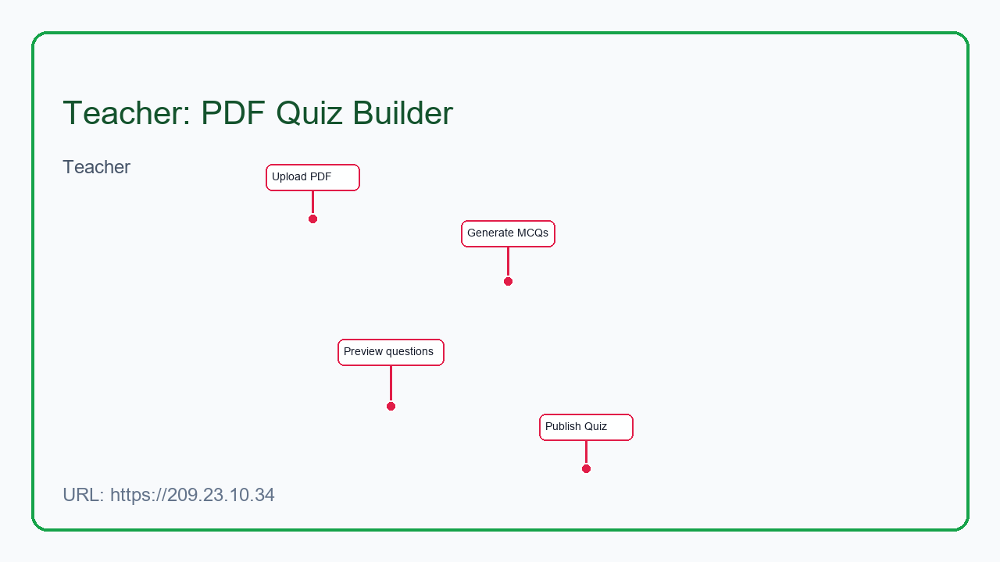 Teacher: PDF Quiz Builder
Teacher
Upload PDF
Generate MCQs
Preview questions
Publish Quiz
URL: https://209.23.10.34